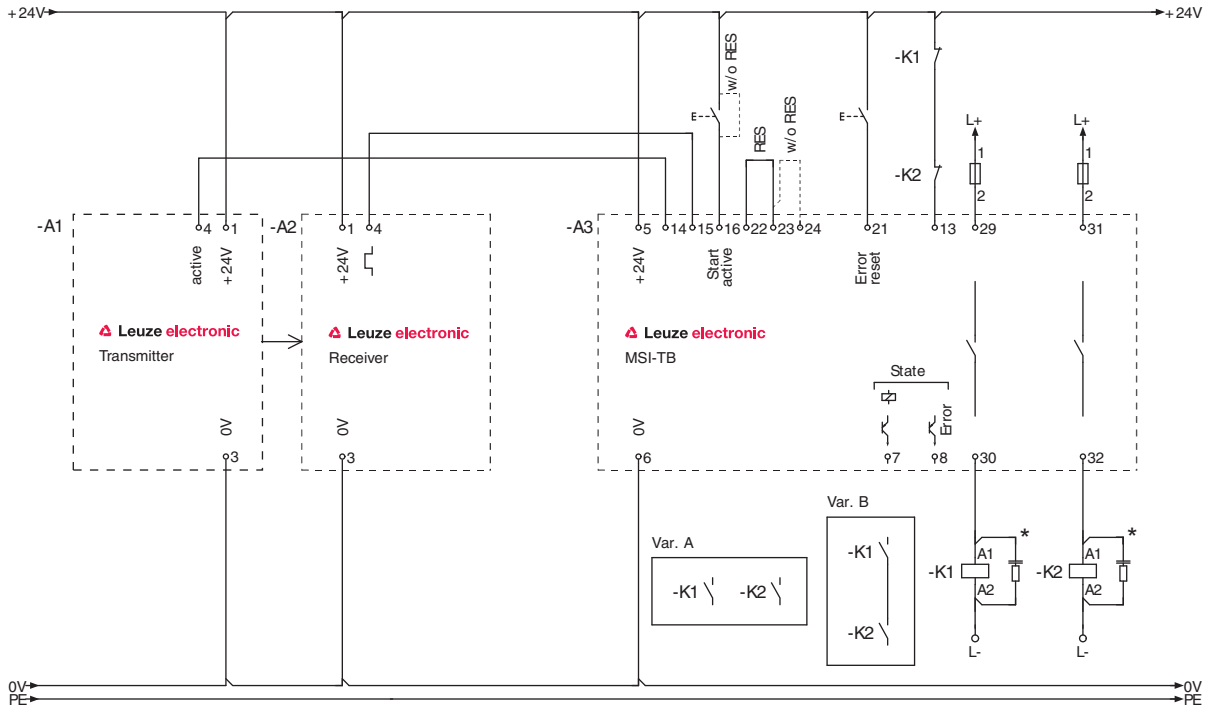 +24V
+24V
-K1
w/o RES
RES
w/o RES
L+
L+
1
1
-K2
2
2
-A1
4
1
-A2
1
4
-A3
5
14
15
16
22
23
24
21
13
29
31
active
+24V
+24V
+24V
Start
active
Error
reset
Leuze electronic
Transmitter
Leuze electronic
Receiver
Leuze electronic
MSI-TB
State
Error
0V
0V
0V
3
3
6
7
8
30
32
Var. A
-K1
-K2
Var. B
-K1
-K2
*
*
A1
A1
-K1
-K2
A2
A2
L-
L-
0V
0V
PE
PE